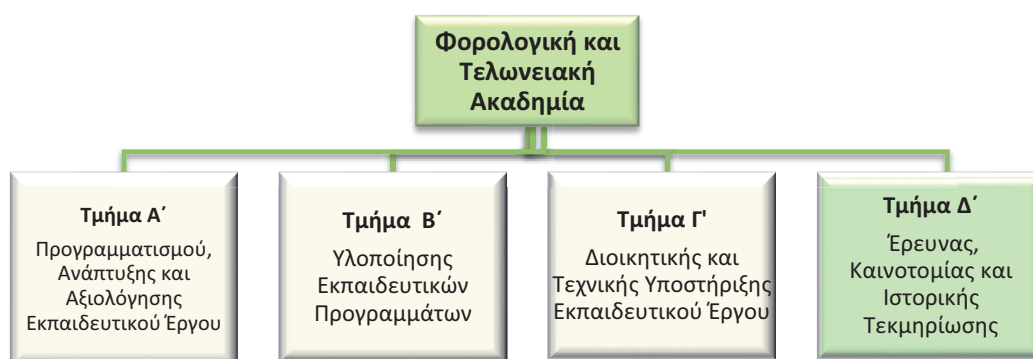 Φορολογική και
Τελωνειακή
Ακαδημία
Τμήμα Α΄
Προγραμματισμού,
Ανάπτυξης και
Αξιολόγησης
Εκπαιδευτικού Έργου
Τμήμα Β΄
Υλοποίησης
Εκπαιδευτικών
Προγραμμάτων
Τμήμα Γ'
Διοικητικής και
Τεχνικής Υποστήριξης
Εκπαιδευτικού Έργου
Τμήμα Δ΄
Έρευνας,
Καινοτομίας και
Ιστορικής
Τεκμηρίωσης